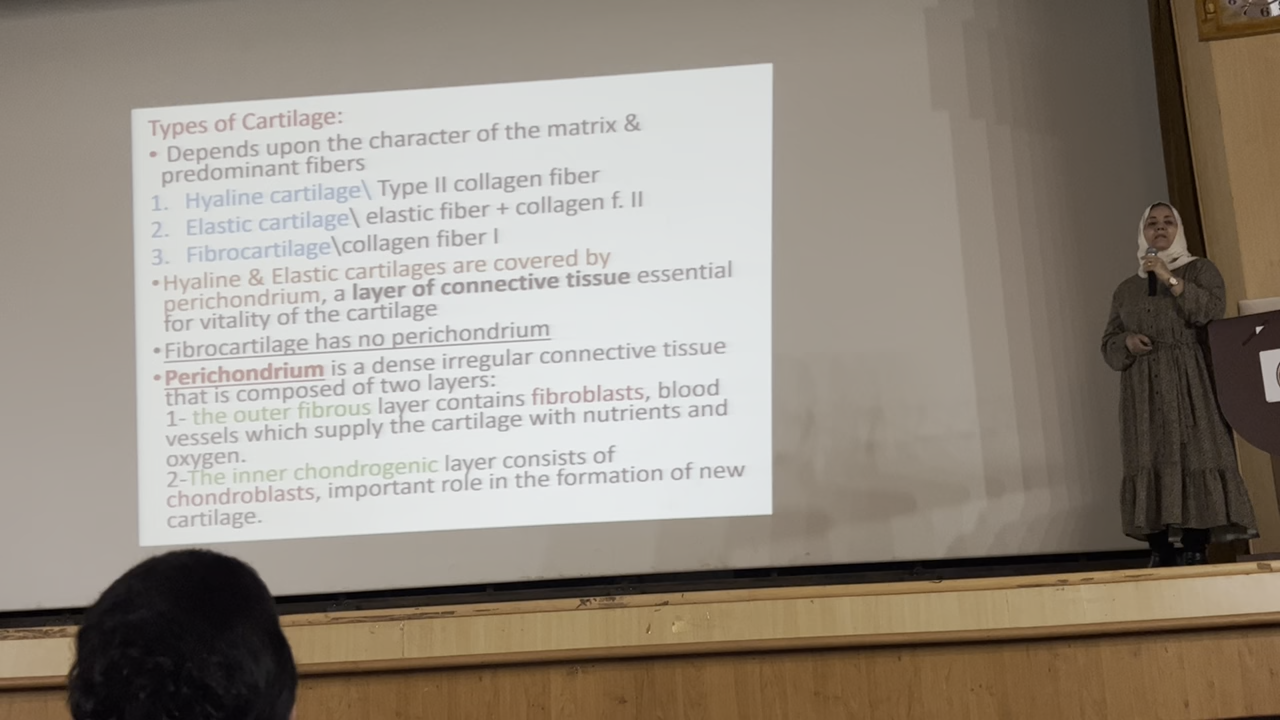 Types of Cartilage:
• Depends upon the character of the matrix &
predominant fibers
1. Hyaline cartilage\ Type II collagen fiber
2. Elastic cartilage\ elastic fiber + collagen f. II
3. Fibrocartilage\collagen fiber I
•Hyaline & Elastic cartilages are covered by
perichondrium, a layer of connective tissue essential
for vitality of the cartilage
•Fibrocartilage has no perichondrium
•Perichondrium is a dense irregular connective tissue
that is composed of two layers:
1- the outer fibrous layer contains fibroblasts, blood
vessels which supply the cartilage with nutrients and
oxygen.
2-The inner chondrogenic layer consists of
chondroblasts, important role in the formation of new
cartilage.